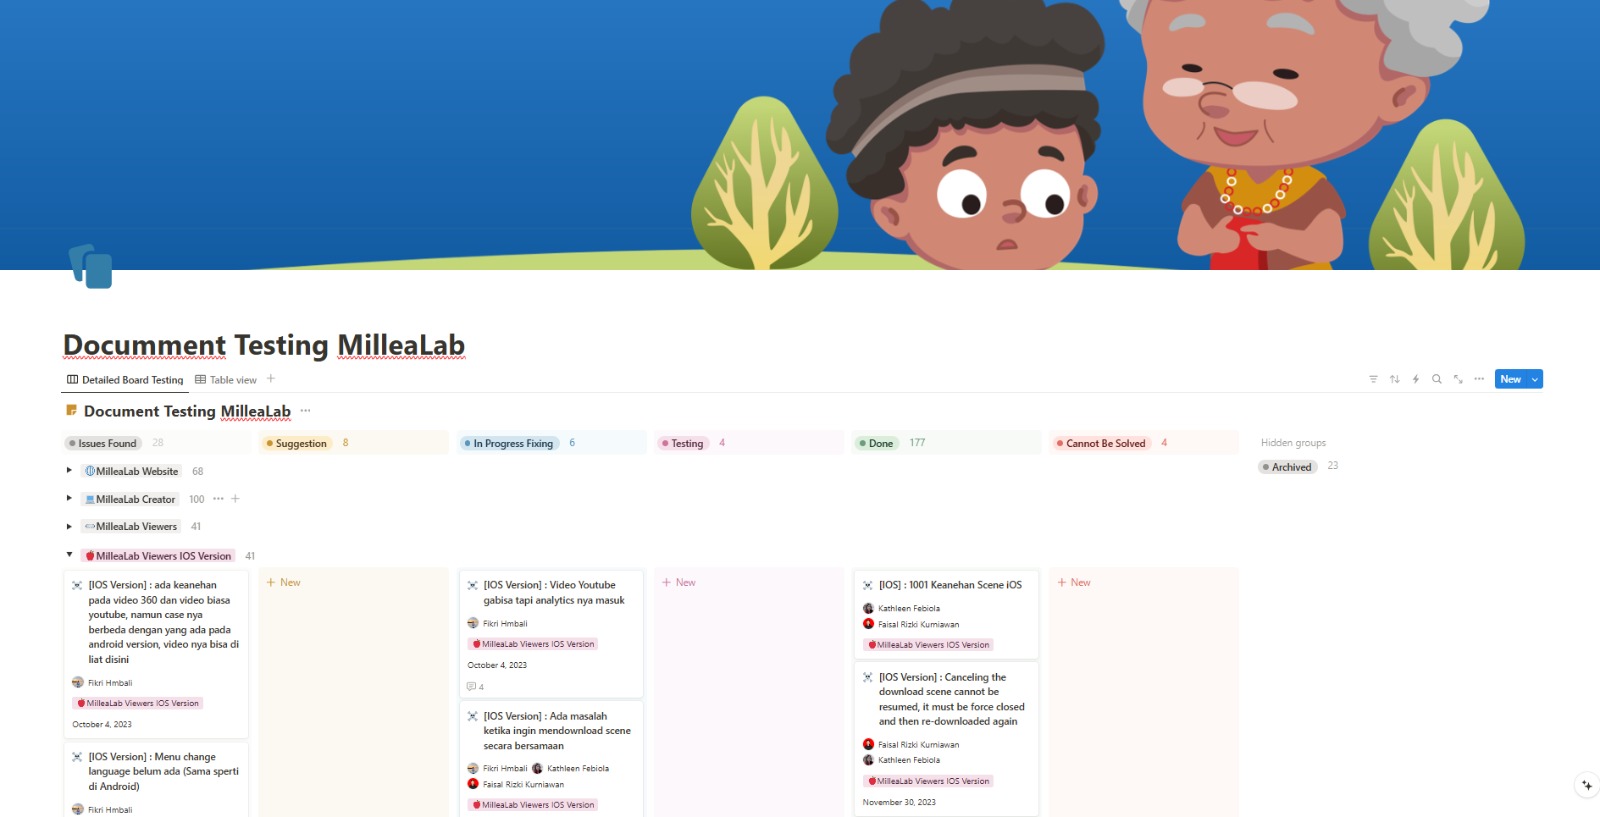 Documment Testing MilleaLab
Detailed Board Testing Table view
New
Document Testing MilleaLab
Issues Found 28 Suggestion 8 In Progress Fixing 6 Testing 4 Done 177 Cannot Be Solved 4 Hidden groups
Archived 23
MilleaLab Website 68
MilleaLab Creator 100
MilleaLab Viewers 41
MilleaLab Viewers IOS Version 41
[IOS Version] : ada keanehan
pada video 360 dan video biasa
youtube, namun case nya
berbeda dengan yang ada pada
android version, video nya bisa di
liat disini
Fikri Hmbali
MilleaLab Viewers IOS Version
October 4, 2023
[IOS Version] : Menu change
language belum ada (Sama sperti
di Android)
Fikri Hmbali
New
[IOS Version] : Video Youtube
gabisa tapi analytics nya masuk
Fikri Hmbali
MilleaLab Viewers IOS Version
October 4, 2023
4
[IOS Version] : Ada masalah
ketika ingin mendownload scene
secara bersamaan
Fikri Hmbali Kathleen Febiola
Faisal Rizki Kurniawan
MilleaLab Viewers IOS Version
New
[IOS] : 1001 Keanehan Scene iOS
Kathleen Febiola
Faisal Rizki Kurniawan
MilleaLab Viewers IOS Version
[IOS Version] : Canceling the
download scene cannot be
resumed, it must be force closed
and then re-downloaded again
Faisal Rizki Kurniawan
Kathleen Febiola
MilleaLab Viewers IOS Version
November 30, 2023
New